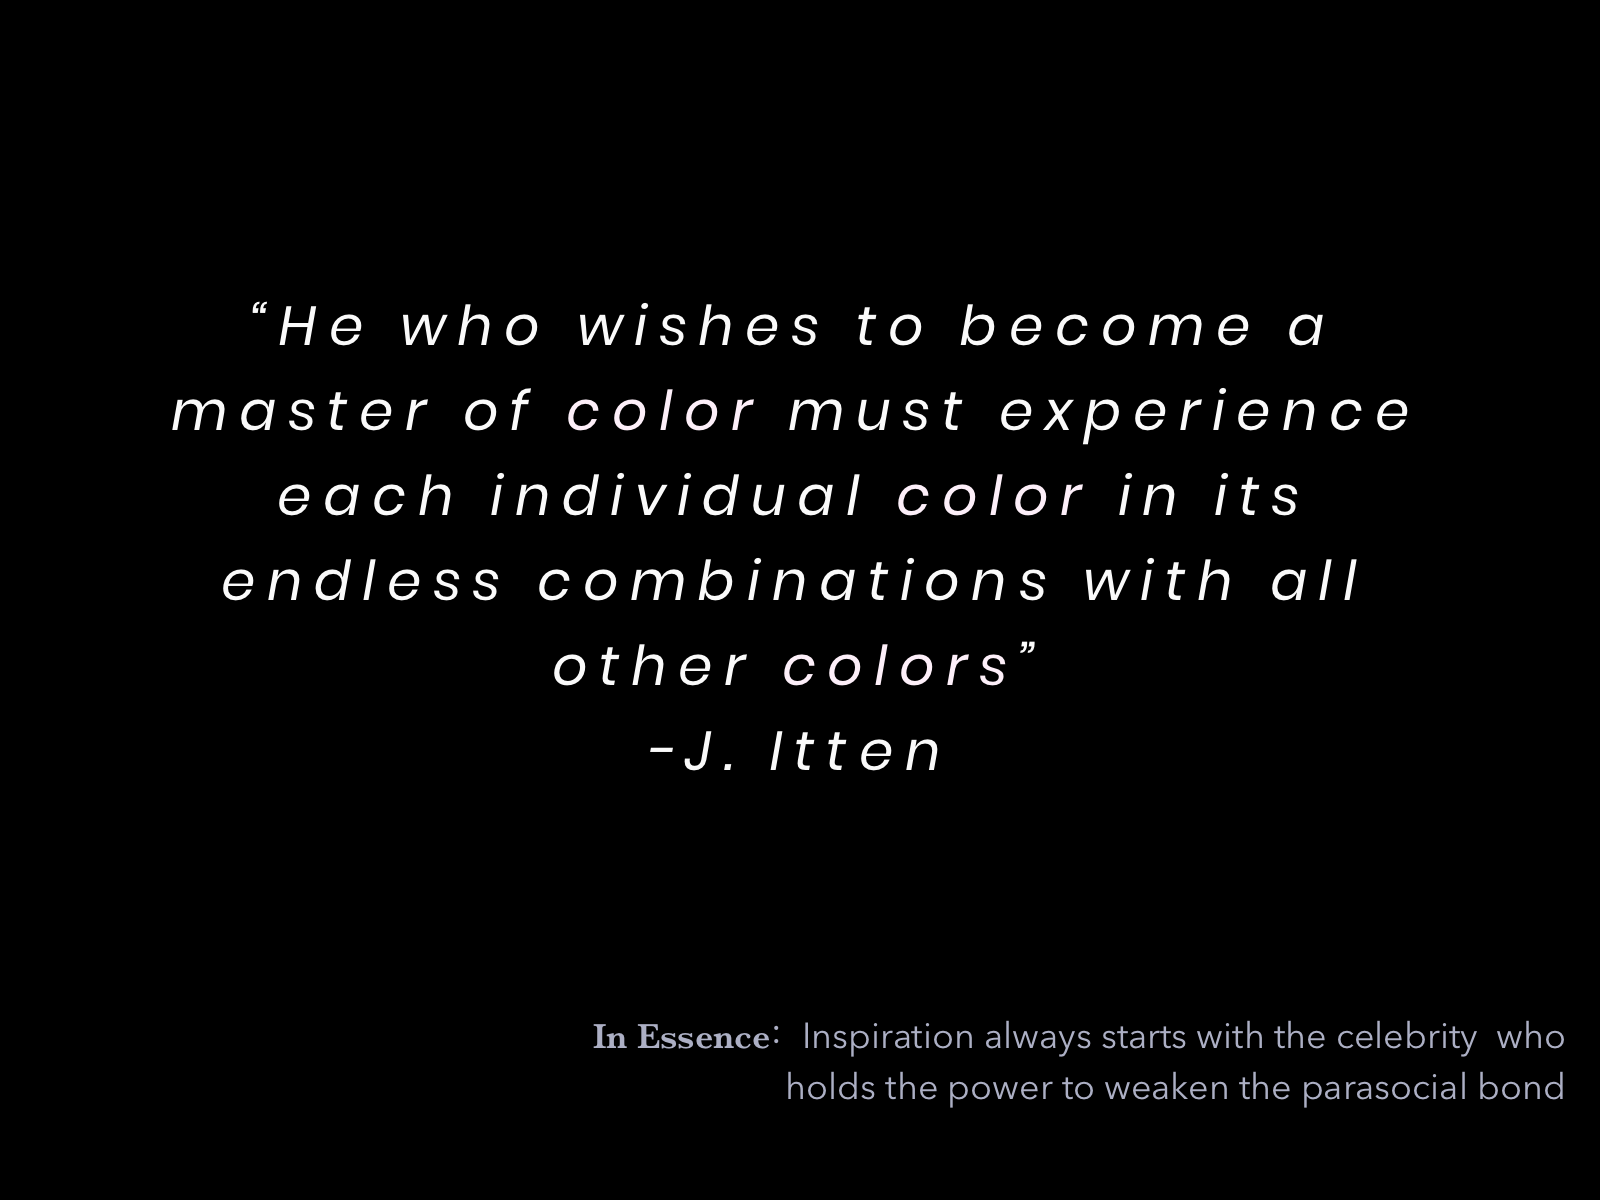 “He who wishes to become a
master of color must experience
each individual color in its
endless combinations with all
other colors”
-J. Itten
In Essence:  Inspiration always starts with the celebrity  who
holds the power to weaken the parasocial bond